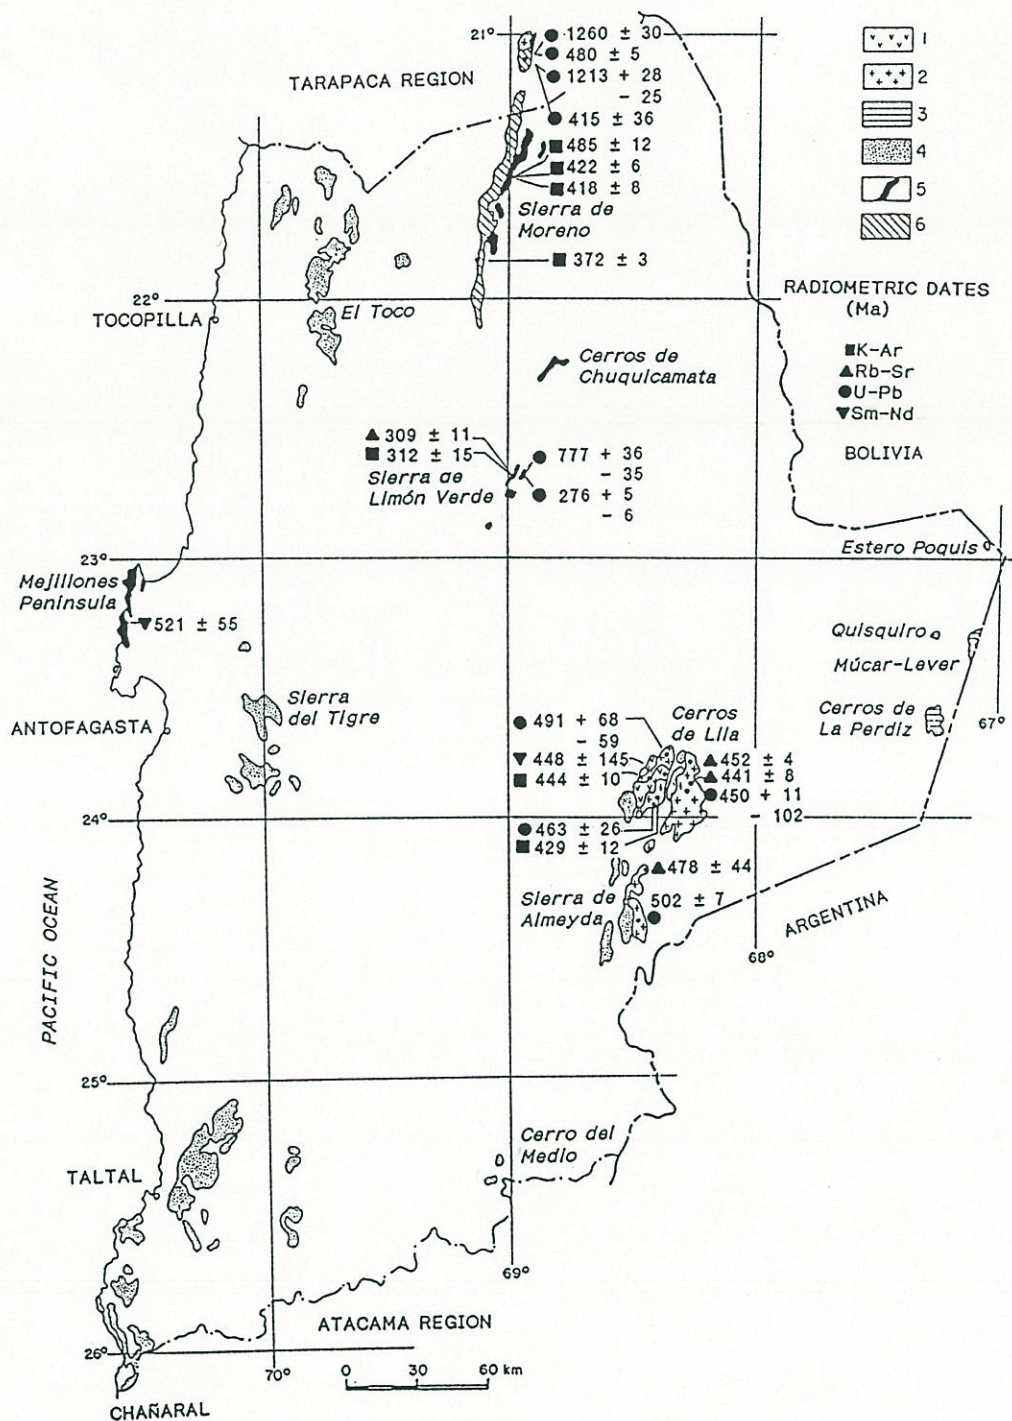 21°
1260 ± 30
480 ± 5
1213 + 28
- 25
415 ± 36
485 ± 12
422 ± 6
418 ± 8
TARAPACA REGION
Sierra de
Moreno
372 ± 3
1
2
3
4
5
6
RADIOMETRIC DATES
(Ma)
K-Ar
Rb-Sr
U-Pb
Sm-Nd
BOLIVIA
22°
TOCOPILLA
El Toco
Cerros de
Chuquicamata
309 ± 11
312 ± 15
Sierra de
Limón Verde
777 + 36
- 35
276 + 5
- 6
23°
Estero Poquis
Mejillones
Peninsula
521 ± 55
Quisquiro
Múcar-Lever
Cerros de
La Perdiz
67°
ANTOFAGASTA
Sierra
del Tigre
491 + 68
- 59
448 ± 145
444 ± 10
Cerros
de Lila
452 ± 4
441 ± 8
450 + 11
- 102
24°
463 ± 26
429 ± 12
478 ± 44
Sierra de
Almeyda
502 ± 7
ARGENTINA
68°
PACIFIC OCEAN
25°
Cerro del
Medio
TALTAL
69°
ATACAMA REGION
26°
70°
0 30 60 km
CHAÑARAL